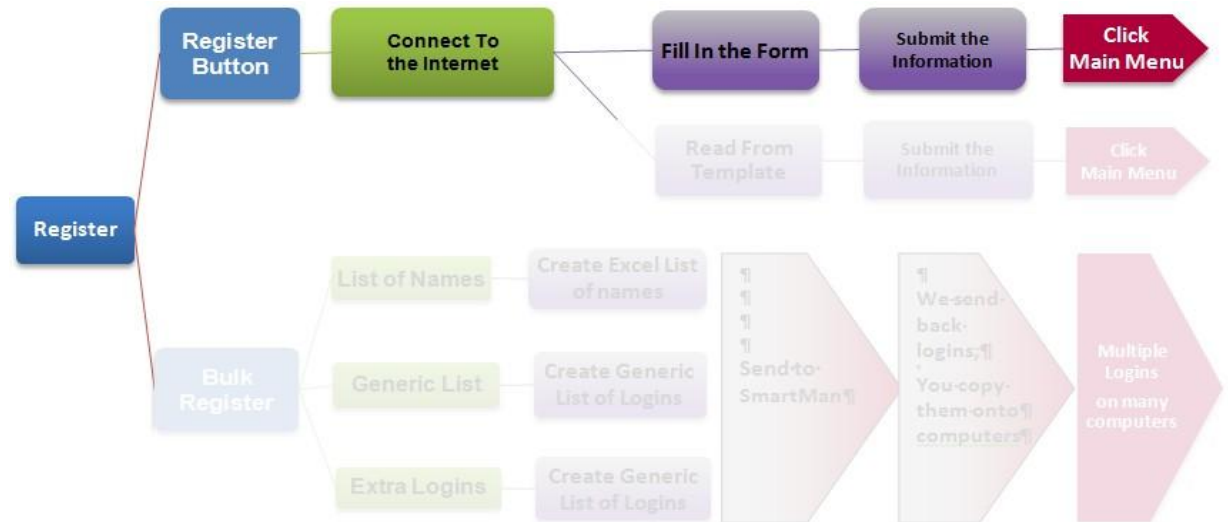 Register
Button
Connect To
the Internet
Fill In the Form
Submit the
Information
Click
Main Menu
Read From
Template
Submit the
Information
Click
Main Menu
Register
Bulk
Register
List of Names
Create Excel List
of names
Generic List
Create Generic
List of Logins
Extra Logins
Create Generic
List of Logins
¶
¶
¶
¶
Send·to·
SmartMan¶
¶
We·send·
back·
logins;¶
You·copy·
them·onto¶
computers¶
Multiple
Logins
on many
computers